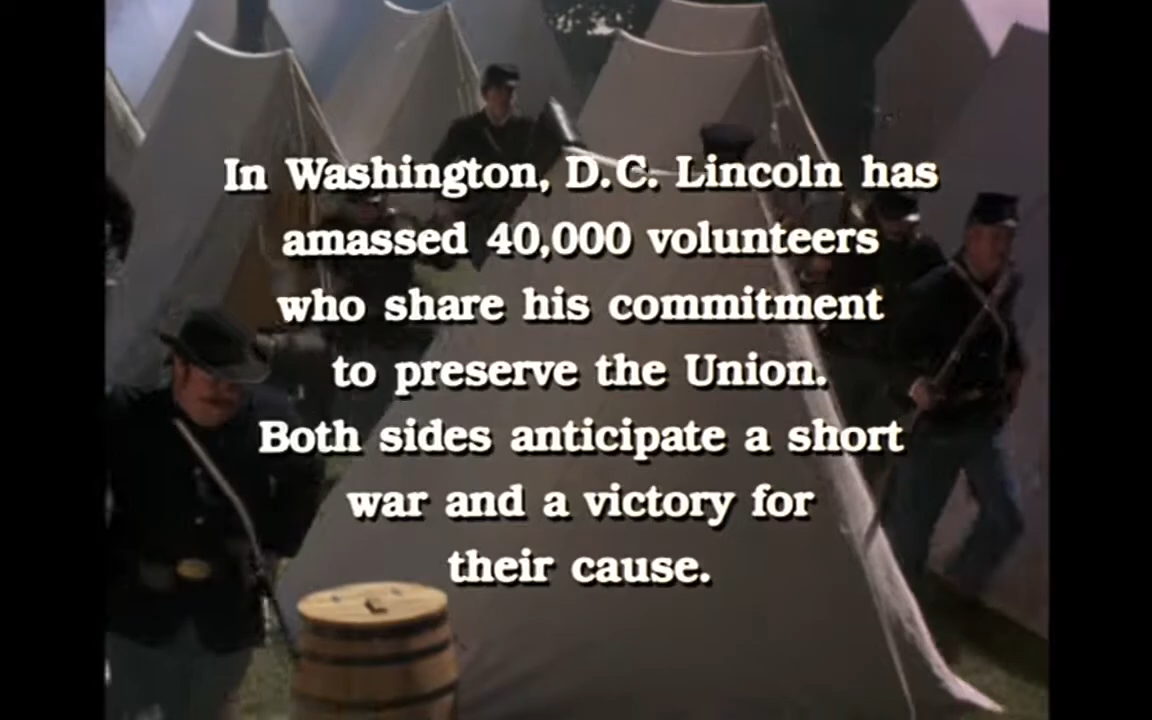 In Washington, D.C. Lincoln has
amassed 40,000 volunteers
who share his commitment
to preserve the Union.
Both sides anticipate a short
war and a victory for
their cause.